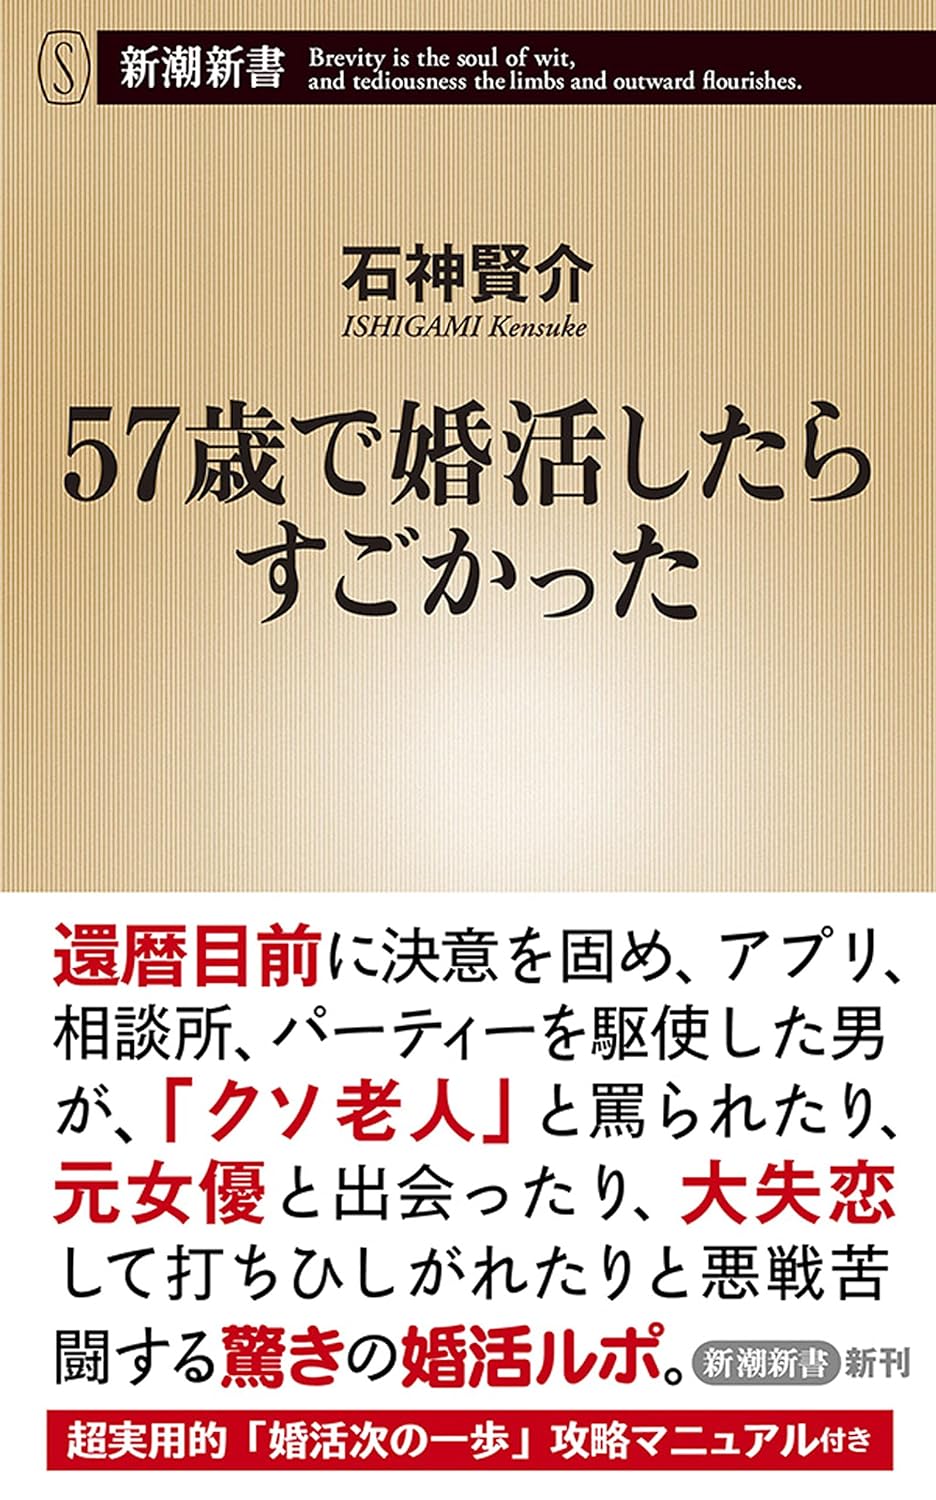 S
新潮新書
Brevity is the soul of wit,
and tediousness the limbs and outward flourishes.
石神賢介
ISHIGAMI Kensuke
57歳で婚活したら
すごかった
還暦目前に決意を固め、アプリ、
相談所、パーティーを駆使した男
が、「クソ老人」と罵られたり、
元女優と出会ったり、大失恋
して打ちひしがれたりと悪戦苦
闘する驚きの婚活ルポ。新潮新書 新刊
超実用的「婚活次の一歩」攻略マニュアル付き